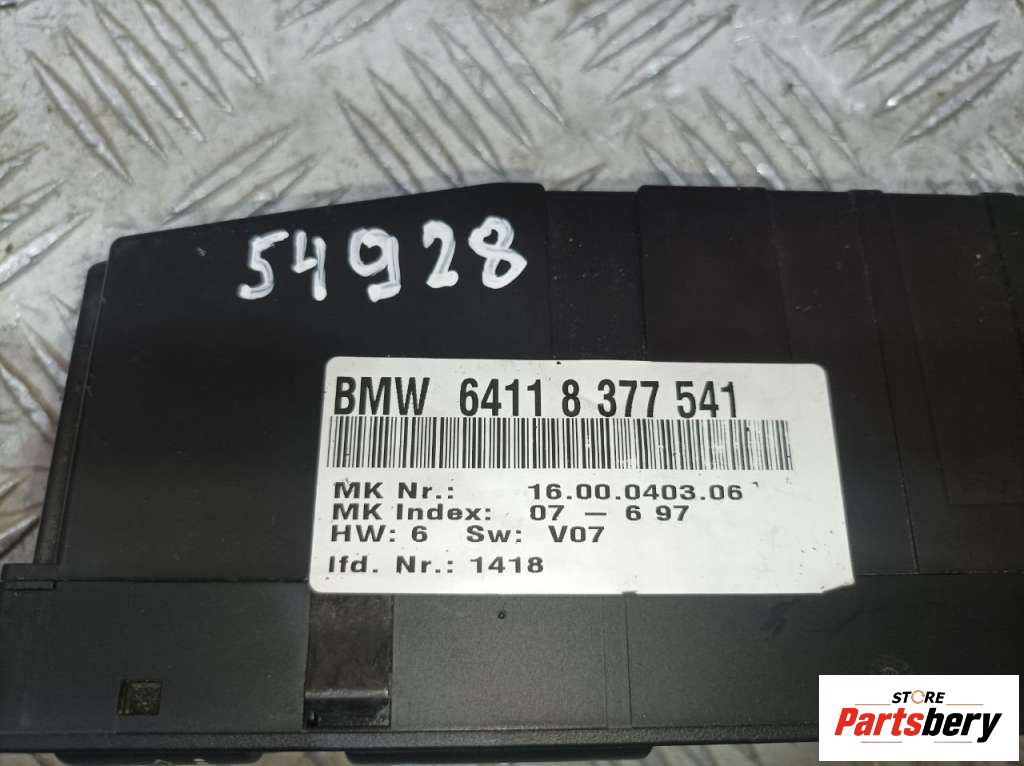 54928
BMW 6411 8 377 541
MK Nr.: 16.00.0403.06
MK Index: 07 – 6 97
HW: 6 Sw: V07
lfd. Nr.: 1418
STORE
Partsbery